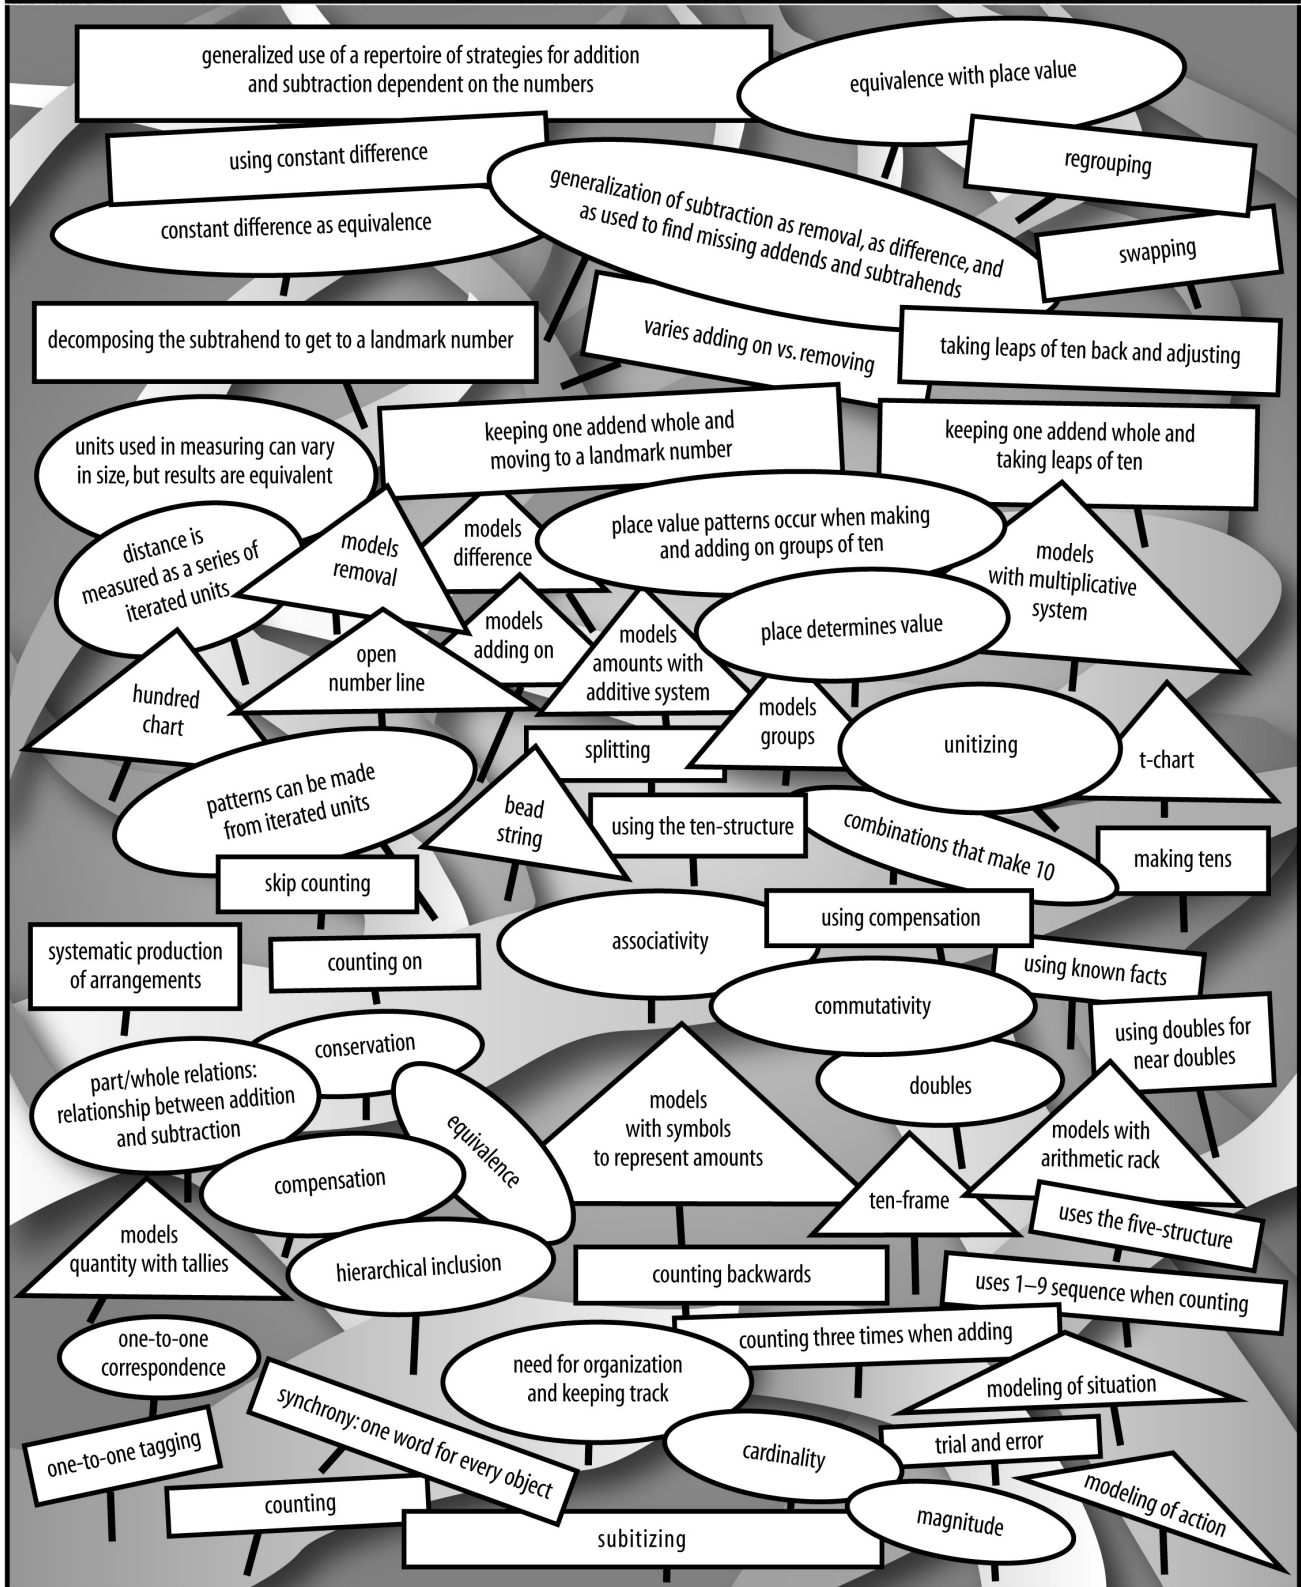 generalized use of a repertoire of strategies for addition
and subtraction dependent on the numbers
equivalence with place value
using constant difference
regrouping
generalization of subtraction as removal, as difference, and
as used to find missing addends and subtrahends
constant difference as equivalence
swapping
decomposing the subtrahend to get to a landmark number
varies adding on vs. removing
taking leaps of ten back and adjusting
units used in measuring can vary
in size, but results are equivalent
keeping one addend whole and
moving to a landmark number
keeping one addend whole and
taking leaps of ten
distance is
measured as a series of
iterated units
models
removal
models
difference
place value patterns occur when making
and adding on groups of ten
models
with multiplicative
system
hundred
chart
open
number line
models
adding on
models
amounts with
additive system
place determines value
models
groups
unitizing
t-chart
splitting
patterns can be made
from iterated units
bead
string
using the ten-structure
combinations that make 10
making tens
skip counting
systematic production
of arrangements
counting on
associativity
using compensation
using known facts
commutativity
using doubles for
near doubles
conservation
part/whole relations:
relationship between addition
and subtraction
equivalence
models
with symbols
to represent amounts
doubles
models with
arithmetic rack
compensation
ten-frame
uses the five-structure
models
quantity with tallies
hierarchical inclusion
counting backwards
uses 1–9 sequence when counting
one-to-one
correspondence
counting three times when adding
need for organization
and keeping track
modeling of situation
synchrony: one word for every object
one-to-one tagging
cardinality
trial and error
counting
modeling of action
subitizing
magnitude